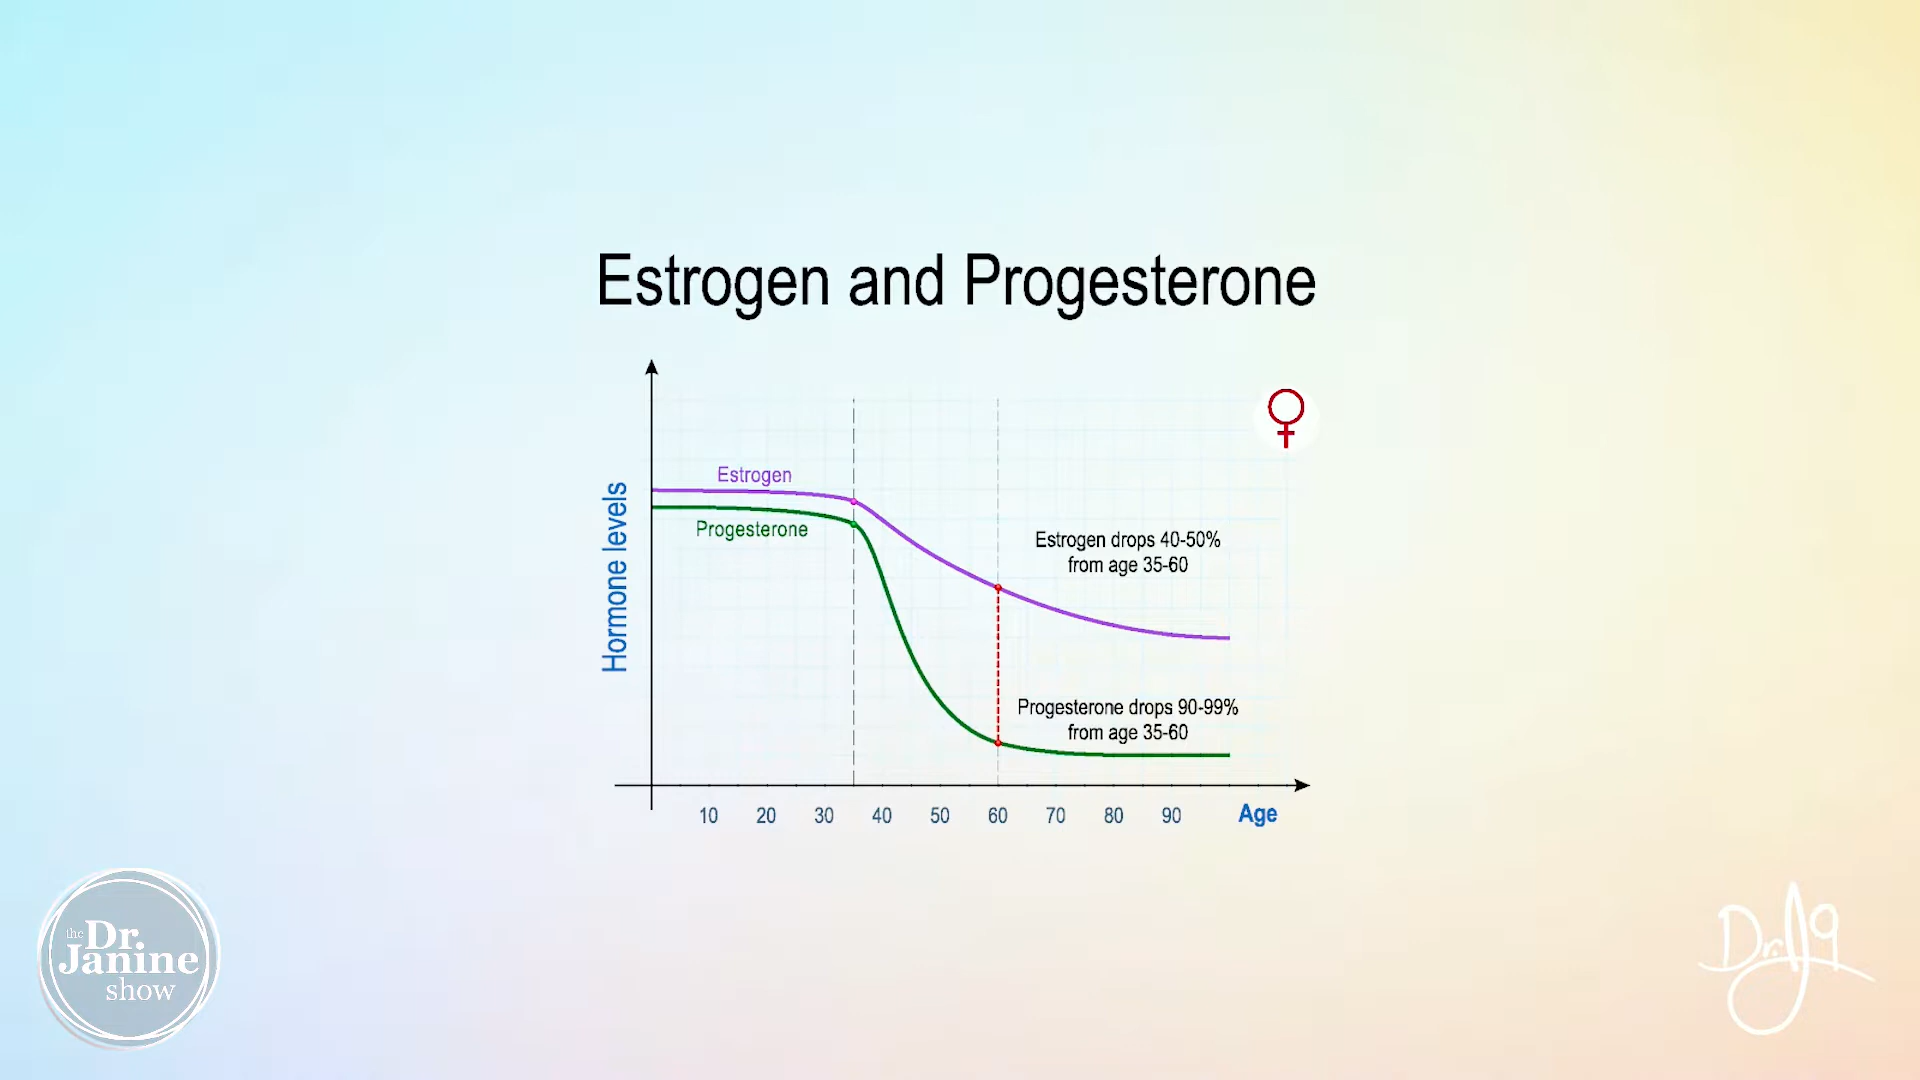 Estrogen and Progesterone
Estrogen
Progesterone
Hormone levels
Estrogen drops 40-50%
from age 35-60
Progesterone drops 90-99%
from age 35-60
10 20 30 40 50 60 70 80 90 Age
the Dr.
Janine
show